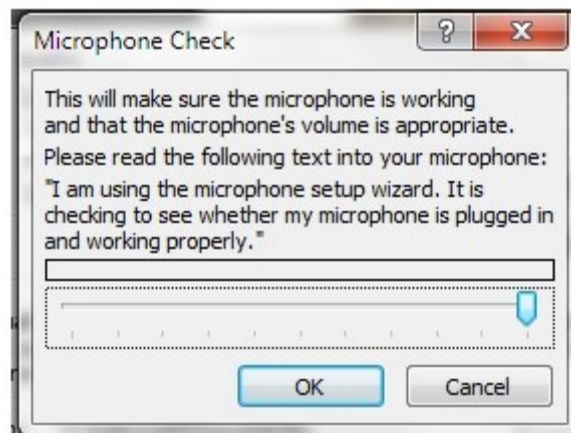 Microphone Check
?
X
This will make sure the microphone is working
and that the microphone's volume is appropriate.
Please read the following text into your microphone:
"I am using the microphone setup wizard. It is
checking to see whether my microphone is plugged in
and working properly."
OK Cancel